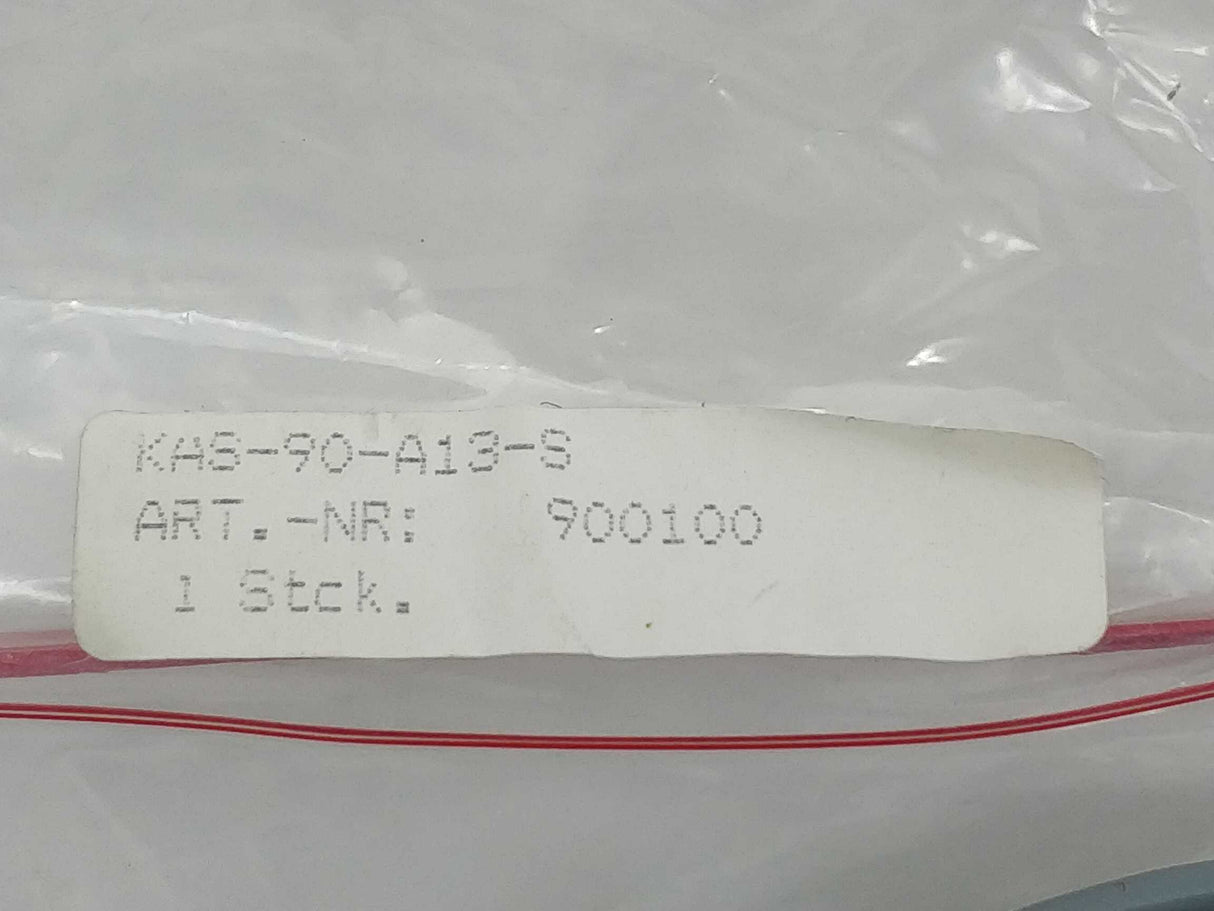 KAS-90-A13-S
ART.-NR: 900100
1 Stck.